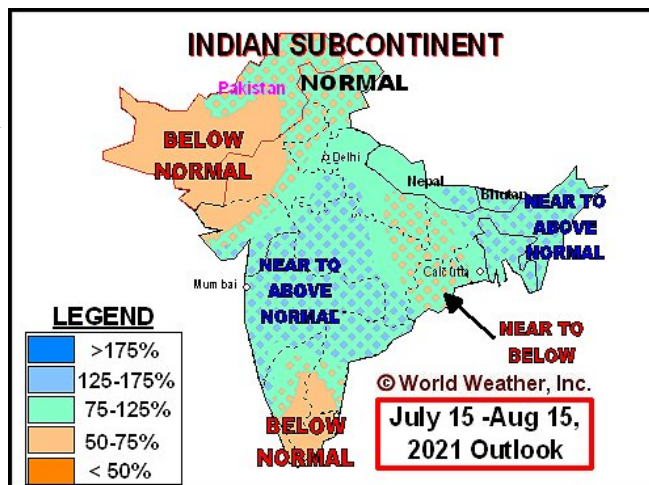 INDIAN SUBCONTINENT
Pakistan
NORMAL
BELOW
NORMAL
Delhi
Nepal
Bhutan
NEAR TO
ABOVE
NORMAL
Mumbai
NEAR TO
ABOVE
NORMAL
Calcutta
NEAR TO
BELOW
BELOW
NORMAL
LEGEND
>175%
125-175%
75-125%
50-75%
< 50%
© World Weather, Inc.
July 15 -Aug 15,
2021 Outlook